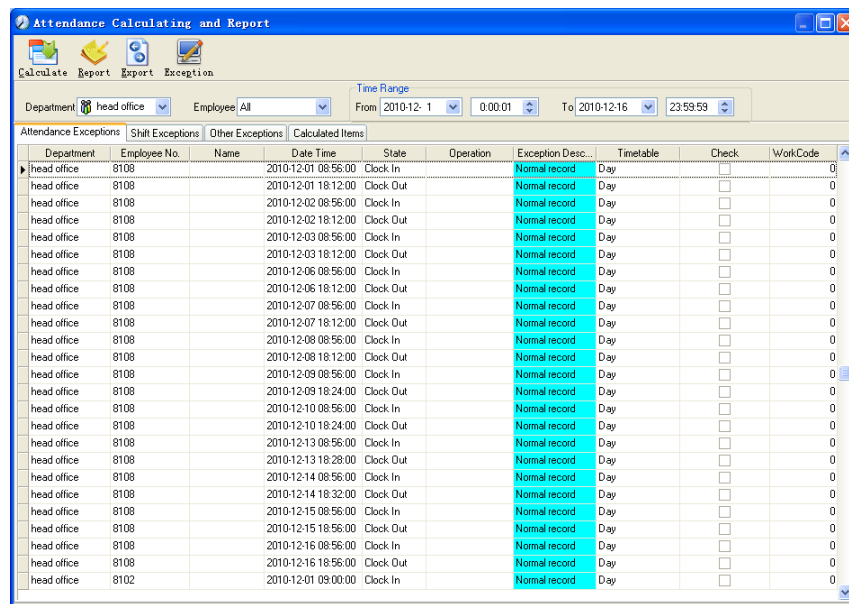 Attendance Calculating and Report
Calculate Report Export Exception
Time Range
Department head office Employee All From 2010-12- 1 0:00:01 To 2010-12-16 23:59:59
Attendance Exceptions Shift Exceptions Other Exceptions Calculated Items
Department Employee No. Name Date Time State Operation Exception Desc... Timetable Check WorkCode
head office 8108 2010-12-01 08:56:00 Clock In Normal record Day 0
head office 8108 2010-12-01 18:12:00 Clock Out Normal record Day 0
head office 8108 2010-12-02 08:56:00 Clock In Normal record Day 0
head office 8108 2010-12-02 18:12:00 Clock Out Normal record Day 0
head office 8108 2010-12-03 08:56:00 Clock In Normal record Day 0
head office 8108 2010-12-03 18:12:00 Clock Out Normal record Day 0
head office 8108 2010-12-06 08:56:00 Clock In Normal record Day 0
head office 8108 2010-12-06 18:12:00 Clock Out Normal record Day 0
head office 8108 2010-12-07 08:56:00 Clock In Normal record Day 0
head office 8108 2010-12-07 18:12:00 Clock Out Normal record Day 0
head office 8108 2010-12-08 08:56:00 Clock In Normal record Day 0
head office 8108 2010-12-08 18:12:00 Clock Out Normal record Day 0
head office 8108 2010-12-09 08:56:00 Clock In Normal record Day 0
head office 8108 2010-12-09 18:24:00 Clock Out Normal record Day 0
head office 8108 2010-12-10 08:56:00 Clock In Normal record Day 0
head office 8108 2010-12-10 18:24:00 Clock Out Normal record Day 0
head office 8108 2010-12-13 08:56:00 Clock In Normal record Day 0
head office 8108 2010-12-13 18:28:00 Clock Out Normal record Day 0
head office 8108 2010-12-14 08:56:00 Clock In Normal record Day 0
head office 8108 2010-12-14 18:32:00 Clock Out Normal record Day 0
head office 8108 2010-12-15 08:56:00 Clock In Normal record Day 0
head office 8108 2010-12-15 18:56:00 Clock Out Normal record Day 0
head office 8108 2010-12-16 08:56:00 Clock In Normal record Day 0
head office 8108 2010-12-16 18:56:00 Clock Out Normal record Day 0
head office 8102 2010-12-01 09:00:00 Clock In Normal record Day 0